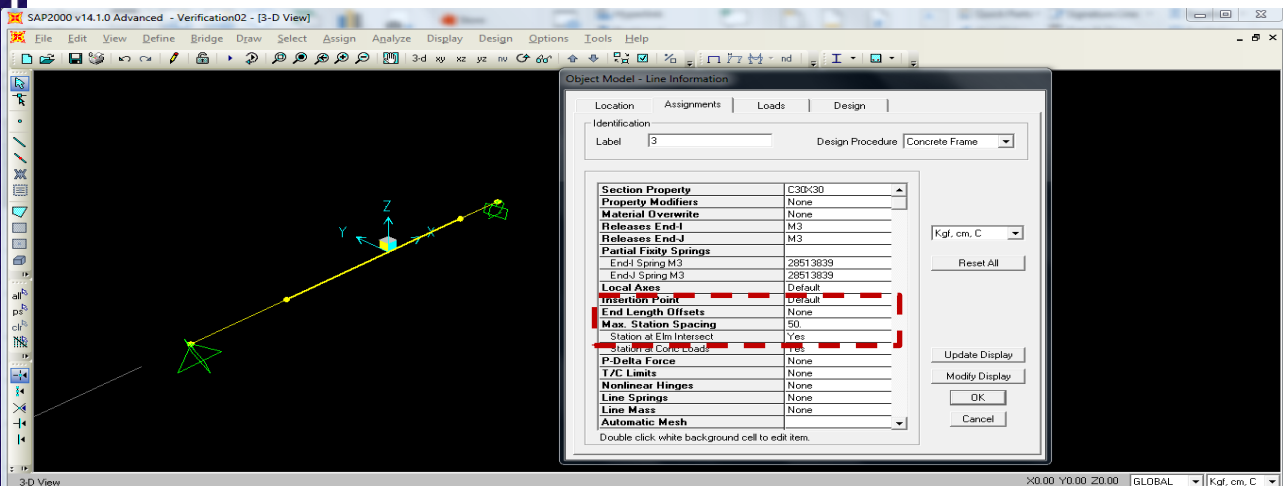 SAP2000 v14.1.0 Advanced - Verification02 - [3-D View]
File Edit View Define Bridge Draw Select Assign Analyze Display Design Options Tools Help
3-d xy xz yz nv
nd
Object Model - Line Information
Location Assignments Loads Design
Identification
Label 3 Design Procedure Concrete Frame
Section Property C30X30
Property Modifiers None
Material Overwrite None
Releases End-I M3
Releases End-J M3
Partial Fixity Springs
End-I Spring M3 28513839
End-J Spring M3 28513839
Local Axes Default
Insertion Point Default
End Length Offsets None
Max. Station Spacing 50.
Station at Elm Intersect Yes
Station at Conc Loads Yes
P-Delta Force None
T/C Limits None
Nonlinear Hinges None
Line Springs None
Line Mass None
Automatic Mesh
Double click white background cell to edit item.
Kgf, cm, C
Reset All
Update Display
Modify Display
OK
Cancel
Z
Y X
all
ps
clr
3-D View X0.00 Y0.00 Z0.00 GLOBAL Kgf, cm, C